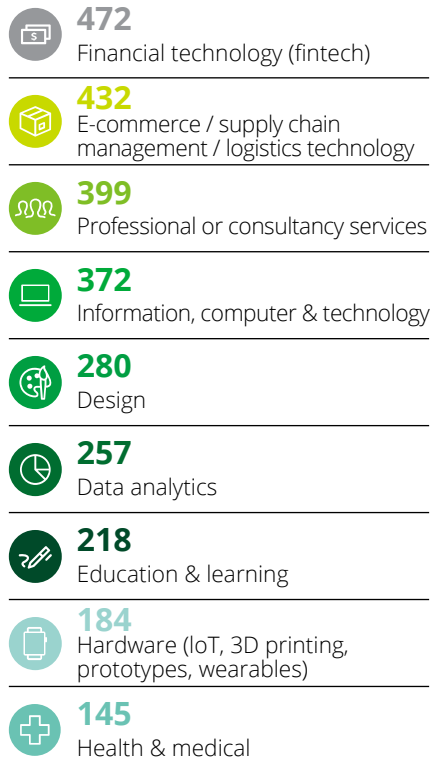 472
Financial technology (fintech)
432
E-commerce / supply chain
management / logistics technology
399
Professional or consultancy services
372
Information, computer & technology
280
Design
257
Data analytics
218
Education & learning
184
Hardware (IoT, 3D printing,
prototypes, wearables)
145
Health & medical